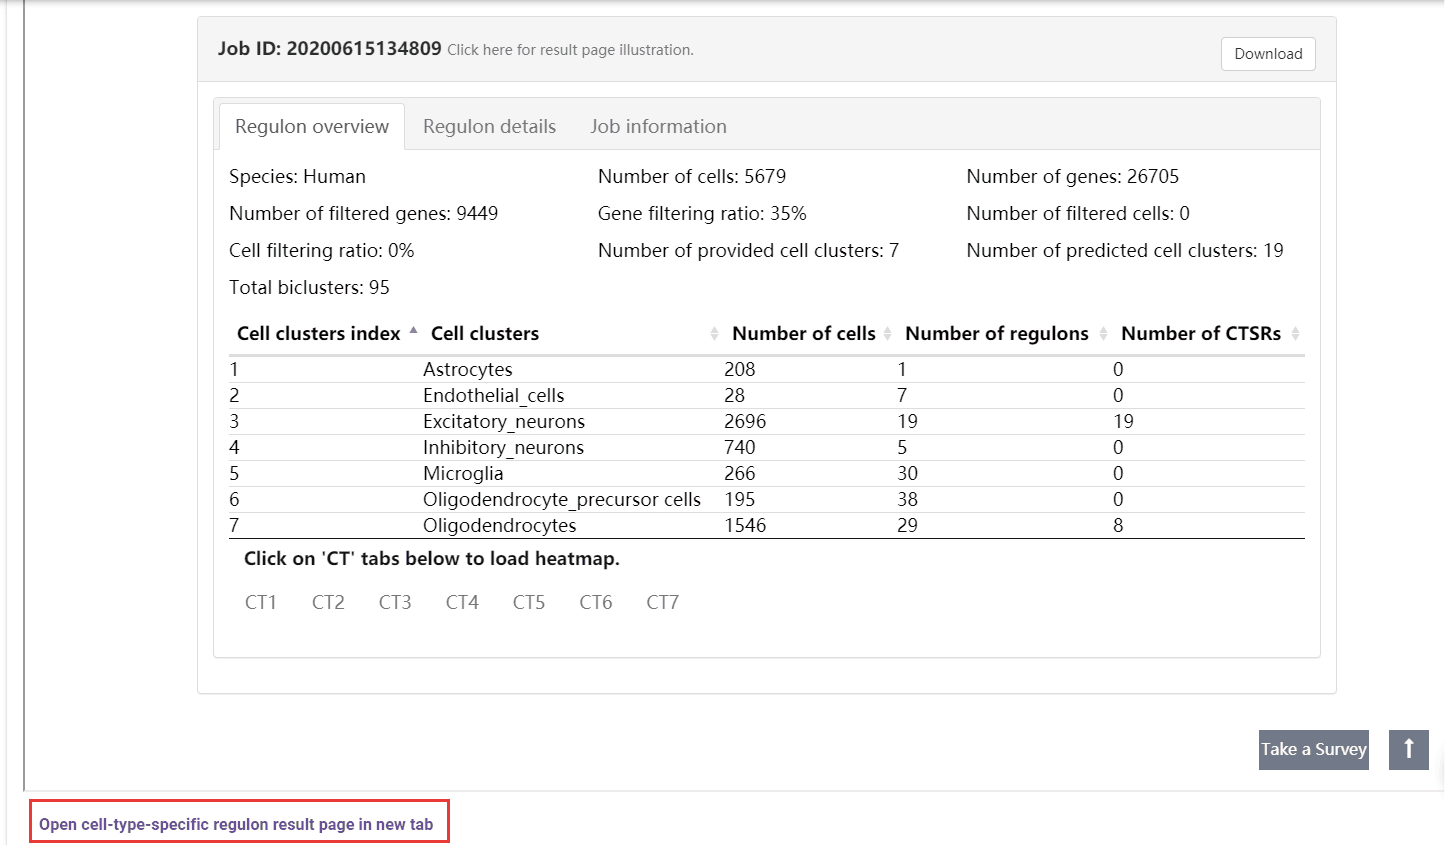 Job ID: 20200615134809 Click here for result page illustration.
Download
Regulon overview Regulon details Job information
Species: Human Number of cells: 5679 Number of genes: 26705
Number of filtered genes: 9449 Gene filtering ratio: 35% Number of filtered cells: 0
Cell filtering ratio: 0% Number of provided cell clusters: 7 Number of predicted cell clusters: 19
Total biclusters: 95
Cell clusters index Cell clusters Number of cells Number of regulons Number of CTSRs
1 Astrocytes 208 1 0
2 Endothelial_cells 28 7 0
3 Excitatory_neurons 2696 19 19
4 Inhibitory_neurons 740 5 0
5 Microglia 266 30 0
6 Oligodendrocyte_precursor cells 195 38 0
7 Oligodendrocytes 1546 29 8
Click on 'CT' tabs below to load heatmap.
CT1 CT2 CT3 CT4 CT5 CT6 CT7
Take a Survey
Open cell-type-specific regulon result page in new tab